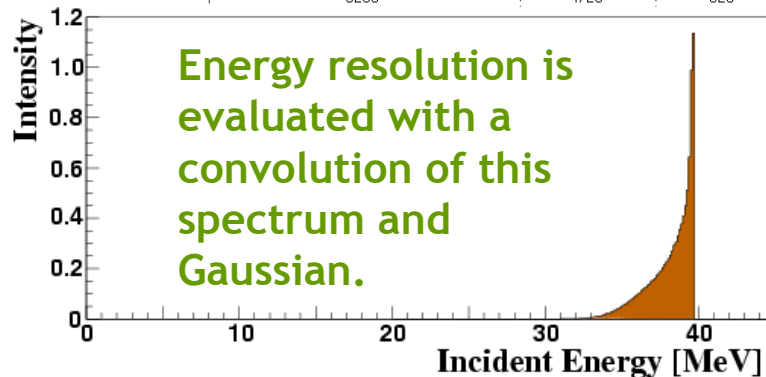 1.2
1.0
0.8
0.6
0.4
0.2
0
Intensity
Energy resolution is
evaluated with a
convolution of this
spectrum and
Gaussian.
0 10 20 30 40
Incident Energy [MeV]